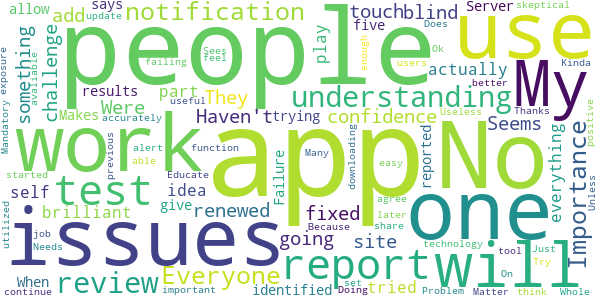 allow
add
notification
says
update
touch
blind
Server
skeptical
people
use
Kinda
Does
Ok
users
enough
Sees
feel
failing
play
five
actually
better
My
something
available
challenge
results
part
They
understanding
Useless
Thanks
Mandatory exposure
Makes
accurately
Were
Haven't
trying
confidence
Seems
work
app
No
one
everything
Importance
Unless
previous
alert
able
useful
function
Educate
Many
downloading
easy
agree
later
share
reported
started
test
idea
Failure
self
give
renewed
Because
technology
tool
Just
brilliant
fixed
utilized
issues
going
site
report
will
job
Needs
When
review
Everyone
identified
tried
set
Doing
On
Try
continue
important
Problem
Matter
think
Whole
positive